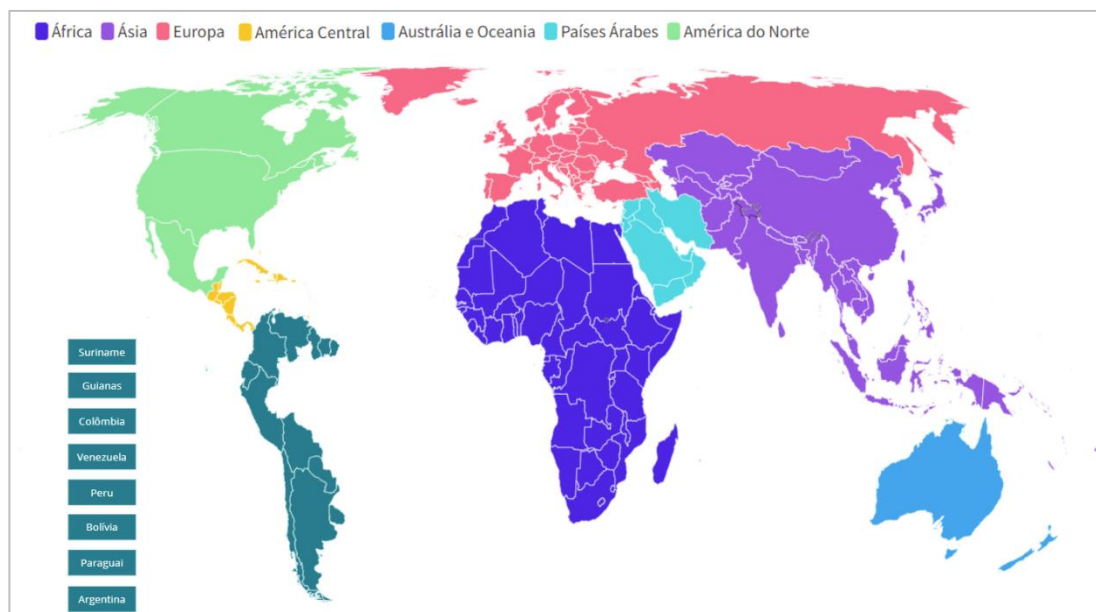 África Ásia Europa América Central Austrália e Oceania Países Árabes América do Norte
Suriname
Guianas
Colômbia
Venezuela
Peru
Bolívia
Paraguai
Argentina